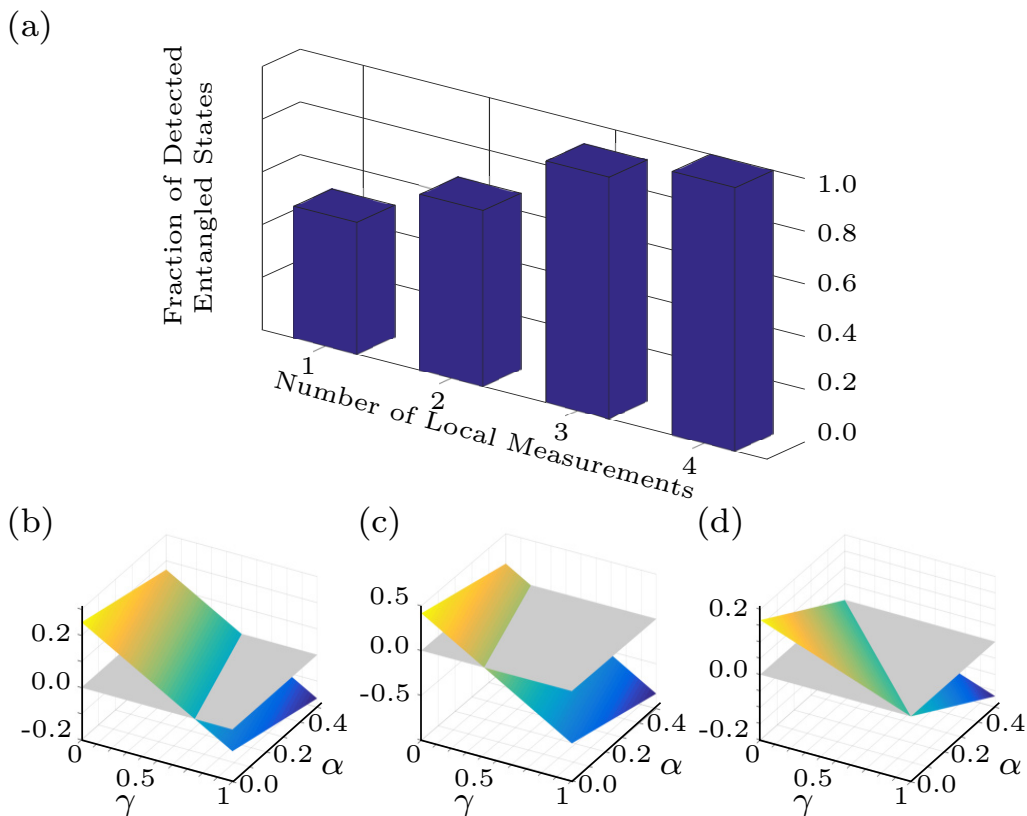 (a)
Fraction of Detected
Entangled States
1.0
0.8
0.6
0.4
0.2
0.0
1
2
3
4
Number of Local Measurements
(b)
0.2
0.0
-0.2
0
0.5
1
γ
0.0
0.2
0.4
α
(c)
0.5
0.0
-0.5
0
0.5
1
γ
0.0
0.2
0.4
α
(d)
0.2
0.0
-0.2
0
0.5
1
γ
0.0
0.2
0.4
α